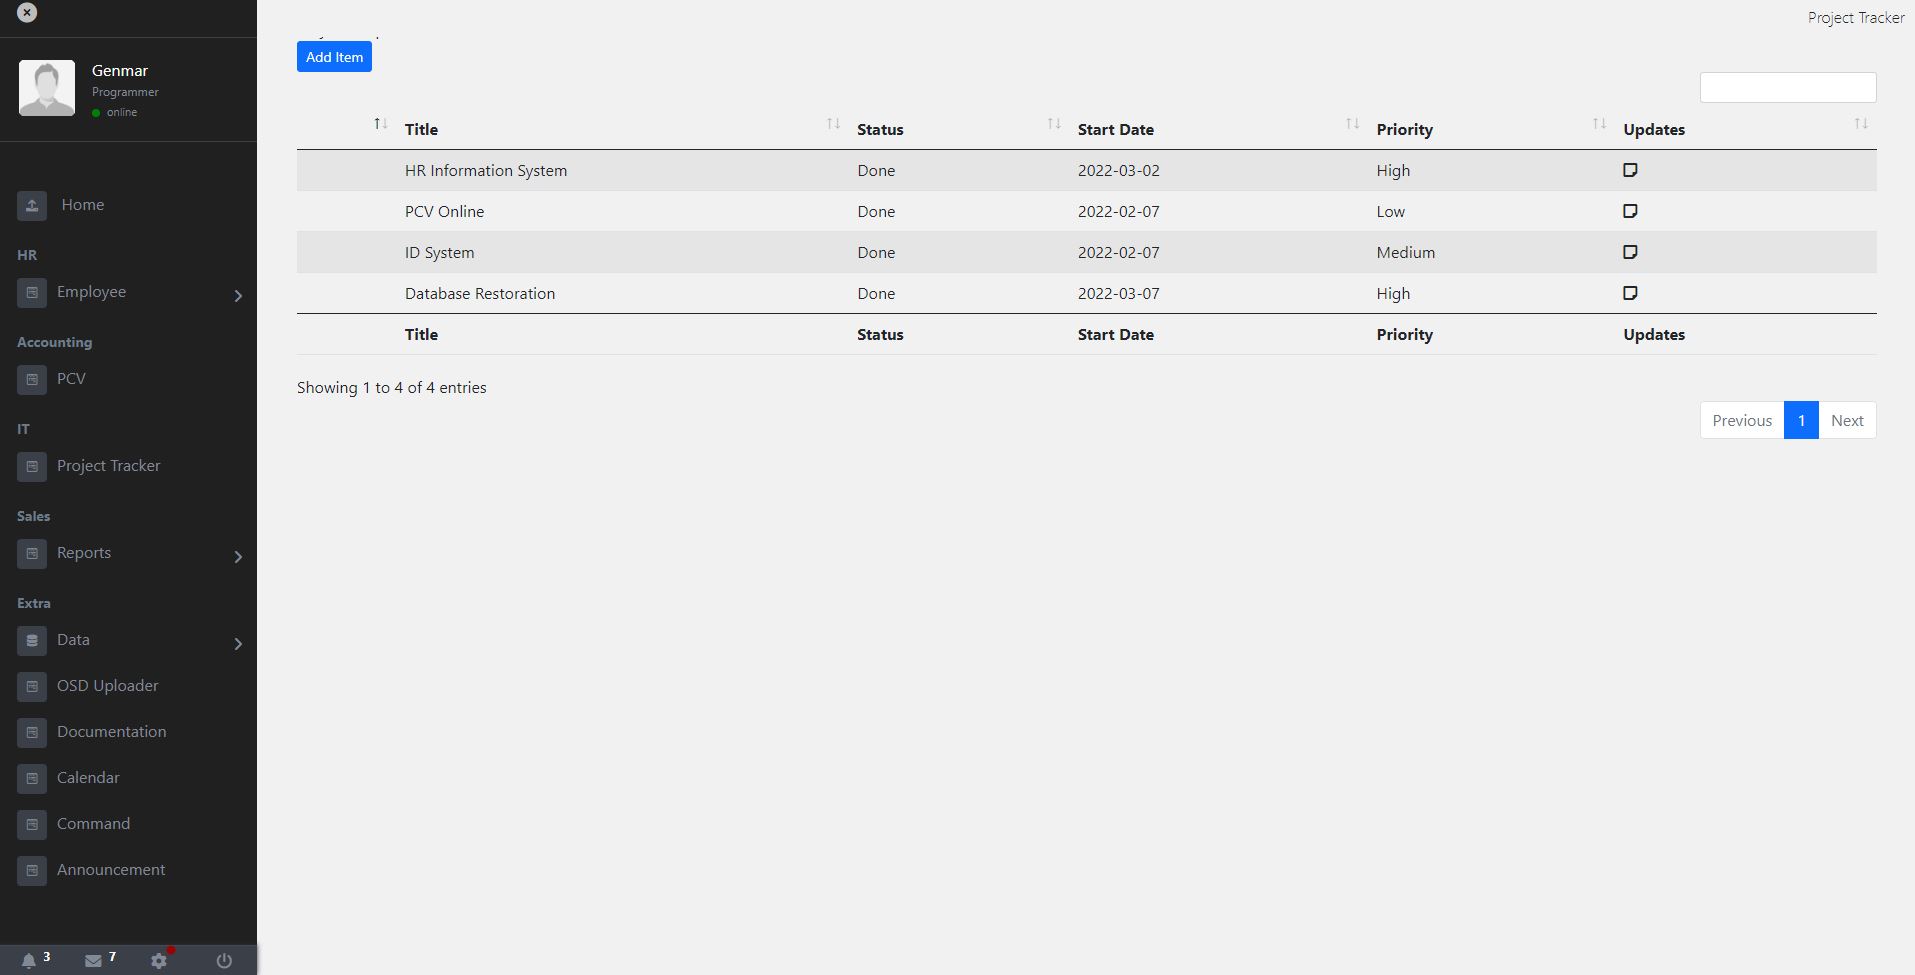 Project Tracker
Genmar
Programmer
online
Home
HR
Employee
Accounting
PCV
IT
Project Tracker
Sales
Reports
Extra
Data
OSD Uploader
Documentation
Calendar
Command
Announcement
3 7
Add Item
Title Status Start Date Priority Updates
HR Information System Done 2022-03-02 High
PCV Online Done 2022-02-07 Low
ID System Done 2022-02-07 Medium
Database Restoration Done 2022-03-07 High
Title Status Start Date Priority Updates
Showing 1 to 4 of 4 entries
Previous 1 Next